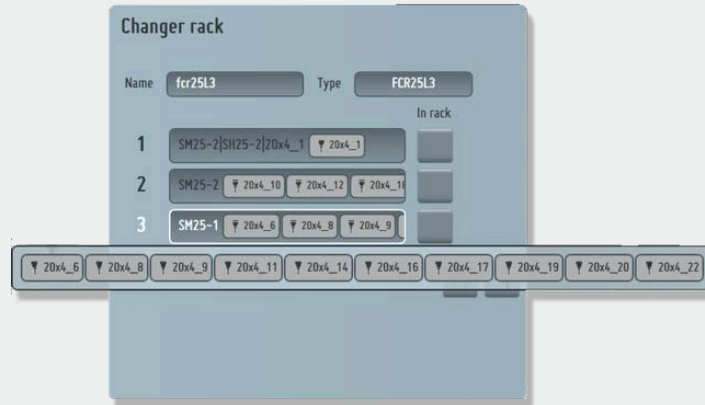 Changer rack
Name fcr25L3 Type FCR25L3
In rack
1 SM25-2|SH25-2|20x4_1 20x4_1
2 SM25-2 20x4_10 20x4_12
3 SM25-1 20x4_6 20x4_8 20x4_9
20x4_6 20x4_8 20x4_9 20x4_11 20x4_14 20x4_16 20x4_17 20x4_19 20x4_20 20x4_22